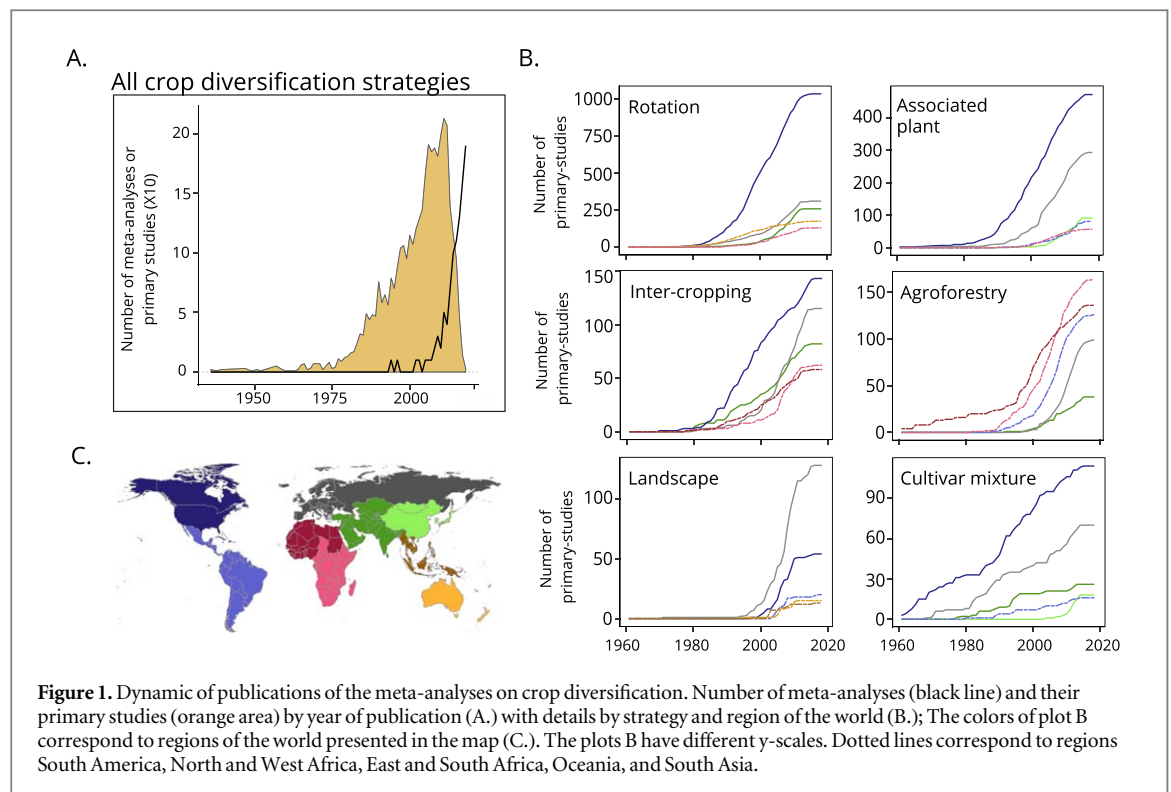 A.
All crop diversification strategies
Number of meta-analyses or
primary studies (X10)
20
15
10
5
0
1950
1975
2000
B.
Number of
primary-studies
Rotation
1000
750
500
250
0
Associated
plant
400
300
200
100
0
Number of
primary-studies
Inter-cropping
150
100
50
0
Agroforestry
150
100
50
0
Number of
primary-studies
Landscape
100
50
0
1960
1980
2000
2020
Cultivar mixture
90
60
30
0
1960
1980
2000
2020
C.
Figure 1. Dynamic of publications of the meta-analyses on crop diversification. Number of meta-analyses (black line) and their
primary studies (orange area) by year of publication (A.) with details by strategy and region of the world (B.); The colors of plot B
correspond to regions of the world presented in the map (C.). The plots B have different y-scales. Dotted lines correspond to regions
South America, North and West Africa, East and South Africa, Oceania, and South Asia.